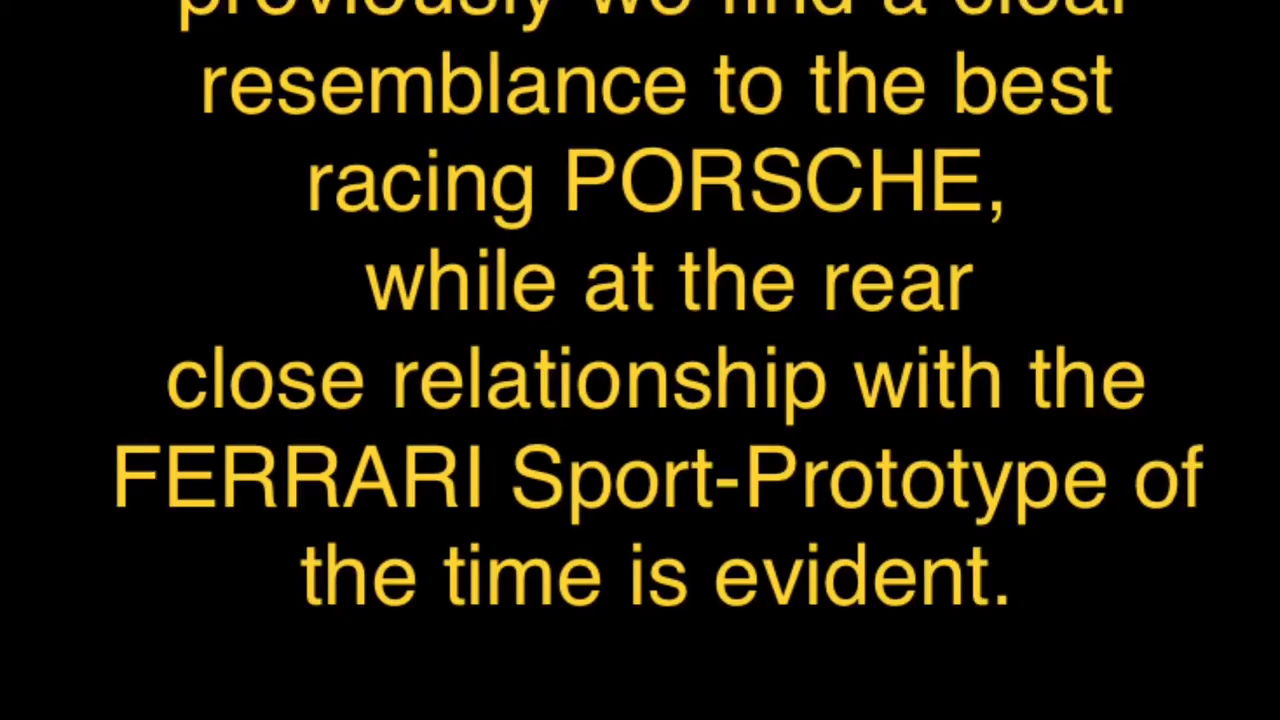 previously we find a clear
resemblance to the best
racing PORSCHE,
while at the rear
close relationship with the
FERRARI Sport-Prototype of
the time is evident.